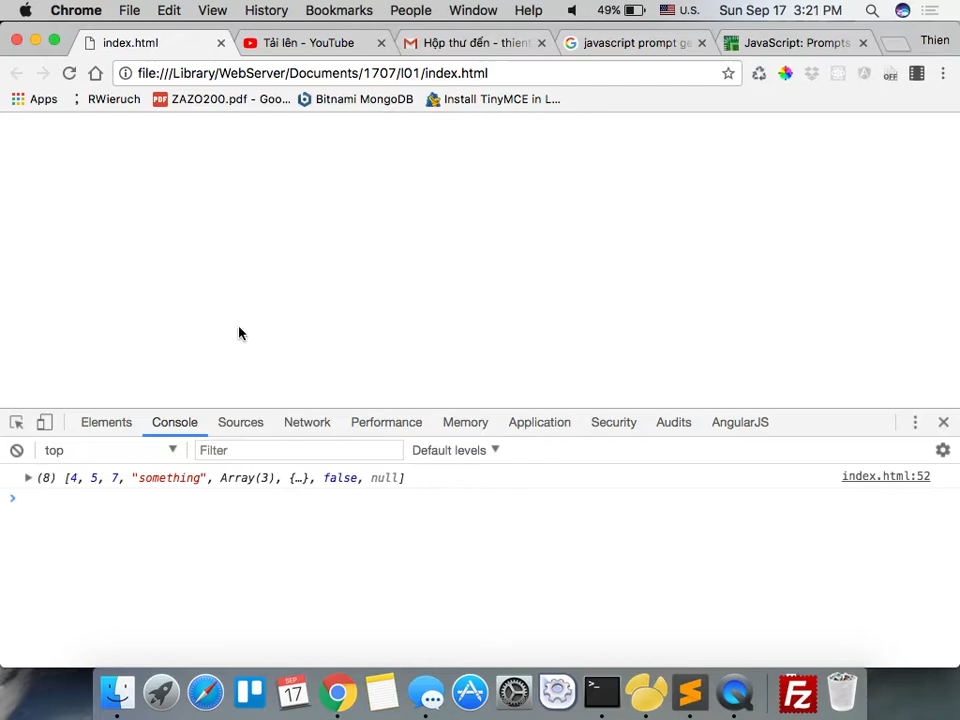 Chrome File Edit View History Bookmarks People Window Help 49% U.S. Sun Sep 17 3:21 PM
index.html Tải lên - YouTube Hộp thư đến - thient javascript prompt ge JavaScript: Prompts Thien
file:///Library/WebServer/Documents/1707/l01/index.html
Apps RWieruch ZAZO200.pdf - Goo... Bitnami MongoDB Install TinyMCE in L...
Elements Console Sources Network Performance Memory Application Security Audits AngularJS
top Filter Default levels
(8) [4, 5, 7, "something", Array(3), {…}, false, null] index.html:52
SEP
17